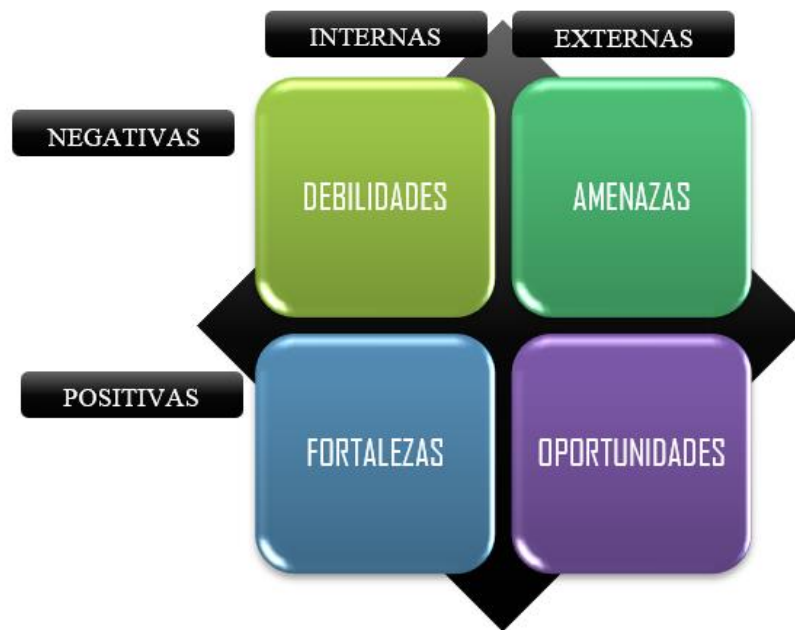 INTERNAS
EXTERNAS
NEGATIVAS
DEBILIDADES
AMENAZAS
POSITIVAS
FORTALEZAS
OPORTUNIDADES